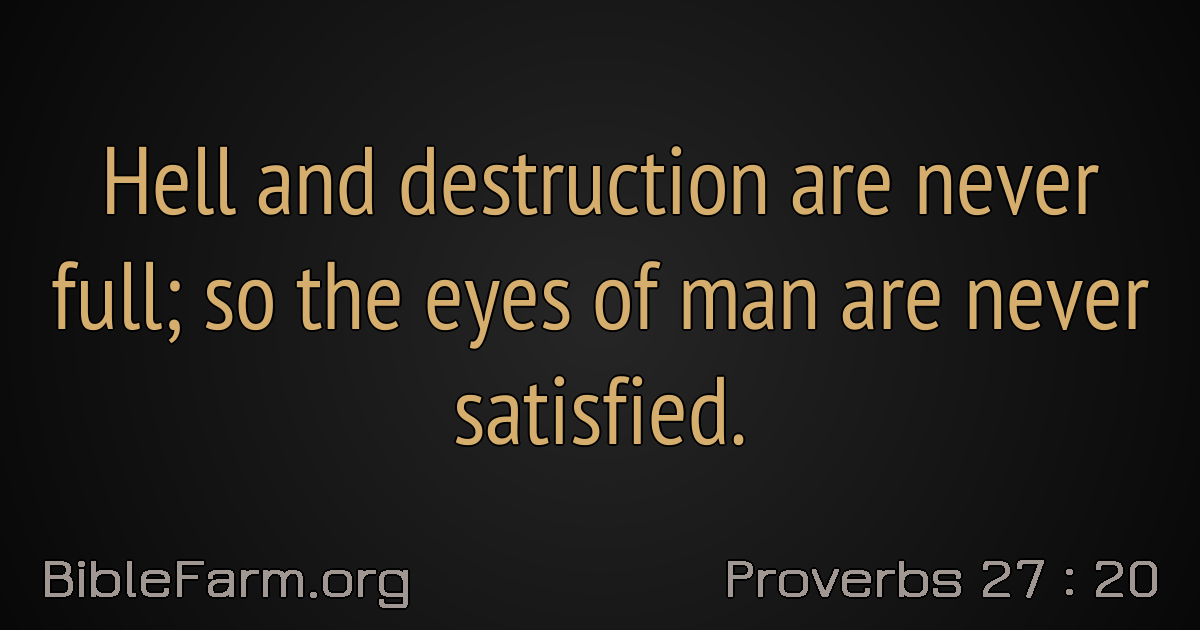 Hell and destruction are never
full; so the eyes of man are never
satisfied.
BibleFarm.org
Proverbs 27 : 20